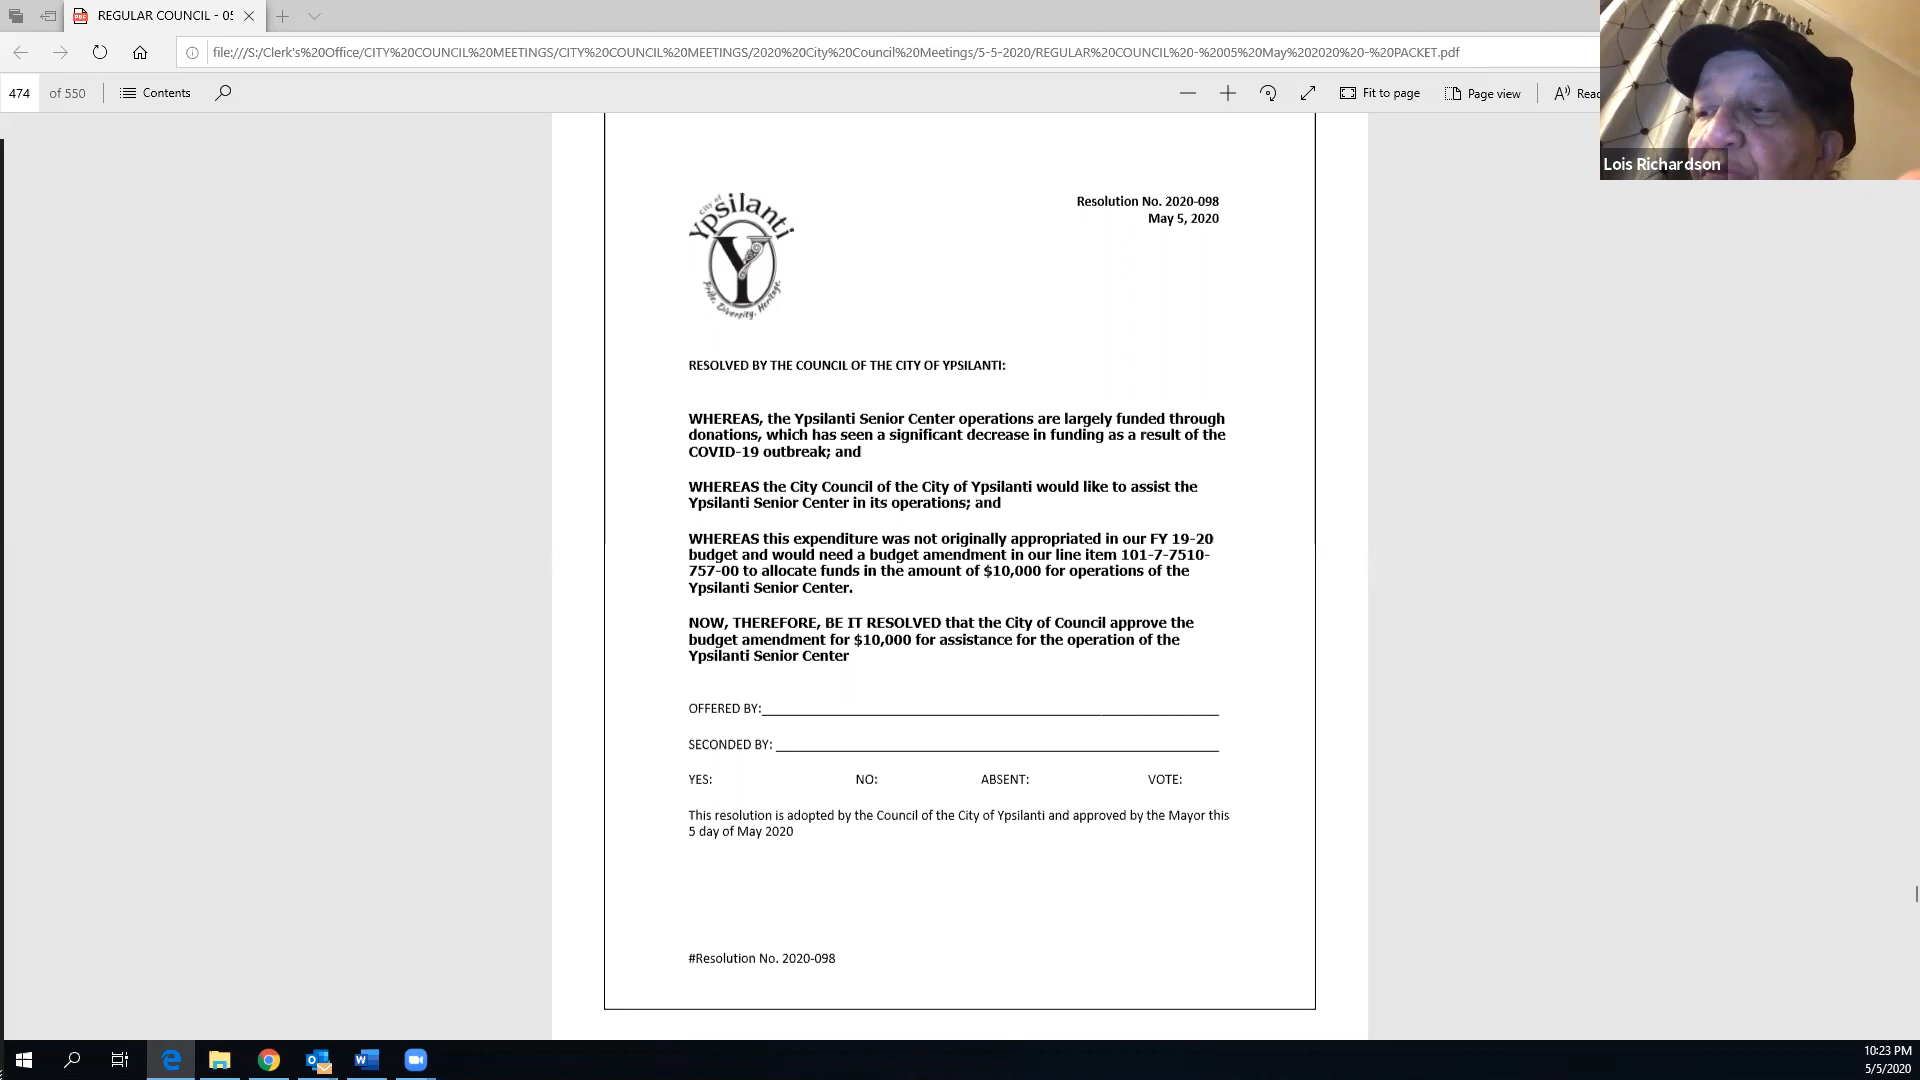 REGULAR COUNCIL - 05
file:///S:/Clerk's%20Office/CITY%20COUNCIL%20MEETINGS/CITY%20COUNCIL%20MEETINGS/2020%20City%20Council%20Meetings/5-5-2020/REGULAR%20COUNCIL%20-%2005%20May%202020%20-%20PACKET.pdf
474 of 550 Contents Fit to page Page view Read
Lois Richardson
City of
Ypsilanti
Y
Pride. Diversity. Heritage.
Resolution No. 2020-098
May 5, 2020
RESOLVED BY THE COUNCIL OF THE CITY OF YPSILANTI:
WHEREAS, the Ypsilanti Senior Center operations are largely funded through
donations, which has seen a significant decrease in funding as a result of the
COVID-19 outbreak; and
WHEREAS the City Council of the City of Ypsilanti would like to assist the
Ypsilanti Senior Center in its operations; and
WHEREAS this expenditure was not originally appropriated in our FY 19-20
budget and would need a budget amendment in our line item 101-7-7510-
757-00 to allocate funds in the amount of $10,000 for operations of the
Ypsilanti Senior Center.
NOW, THEREFORE, BE IT RESOLVED that the City of Council approve the
budget amendment for $10,000 for assistance for the operation of the
Ypsilanti Senior Center
OFFERED BY:
SECONDED BY:
YES: NO: ABSENT: VOTE:
This resolution is adopted by the Council of the City of Ypsilanti and approved by the Mayor this
5 day of May 2020
#Resolution No. 2020-098
10:23 PM
5/5/2020